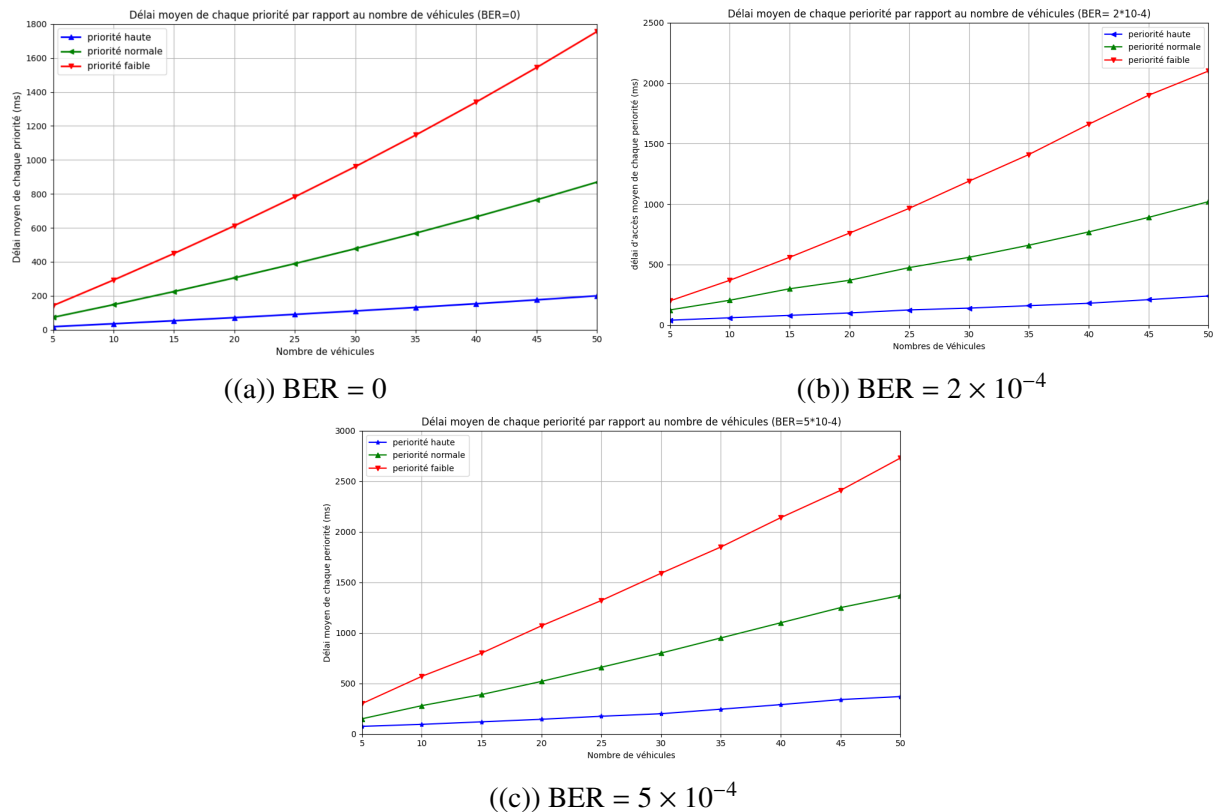 Délai moyen de chaque priorité par rapport au nombre de véhicules (BER=0)
priorité haute
priorité normale
priorité faible
Délai moyen de chaque priorité (ms)
1800
1600
1400
1200
1000
800
600
400
200
0
5 10 15 20 25 30 35 40 45 50
Nombre de véhicules
((a)) BER = 0
Délai moyen de chaque periorité par rapport au nombre de véhicules (BER= 2*10-4)
periorité haute
periorité normale
periorité faible
délai d'accès moyen de chaque periorité (ms)
2500
2000
1500
1000
500
0
5 10 15 20 25 30 35 40 45 50
Nombres de Véhicules
((b)) BER = 2 × 10⁻⁴
Délai moyen de chaque periorité par rapport au nombre de véhicules (BER=5*10-4)
periorité haute
periorité normale
periorité faible
Délai moyen de chaque periorité (ms)
3000
2500
2000
1500
1000
500
0
5 10 15 20 25 30 35 40 45 50
Nombre de véhicules
((c)) BER = 5 × 10⁻⁴